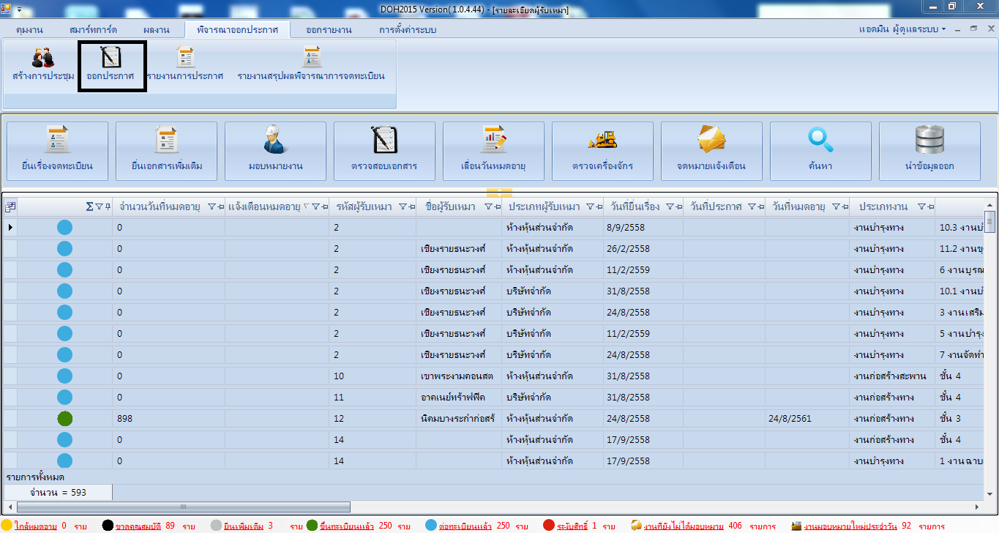 DOH2015 Version( 1.0.4.44) - [รายละเอียดผู้รับเหมา]
คุมงาน สมาร์ทการ์ด ผลงาน พิจารณาออกประกาศ ออกรายงาน การตั้งค่าระบบ แอดมิน ผู้ดูแลระบบ
สร้างการประชุม ออกประกาศ รายงานการประกาศ รายงานสรุปผลพิจารณาการจดทะเบียน
ยื่นเรื่องจดทะเบียน ยื่นเอกสารเพิ่มเติม มอบหมายงาน ตรวจสอบเอกสาร เลื่อนวันหมดอายุ ตรวจเครื่องจักร จดหมายแจ้งเตือน ค้นหา นำข้อมูลออก
จำนวนวันที่หมดอายุ แจ้งเตือนหมดอายุ รหัสผู้รับเหมา ชื่อผู้รับเหมา ประเภทผู้รับเหมา วันที่ยื่นเรื่อง วันที่ประกาศ วันที่หมดอายุ ประเภทงาน
0 2 ห้างหุ้นส่วนจำกัด 8/9/2558 งานบำรุงทาง 10.3 งานบำ
0 2 เชียงรายธนะวงศ์ ห้างหุ้นส่วนจำกัด 26/2/2558 งานบำรุงทาง 11.2 งานขุ
0 2 เชียงรายธนะวงศ์ ห้างหุ้นส่วนจำกัด 11/2/2559 งานบำรุงทาง 6 งานบูรณ
0 2 เชียงรายธนะวงศ์ บริษัทจำกัด 31/8/2558 งานบำรุงทาง 10.1 งานบำ
0 2 เชียงรายธนะวงศ์ บริษัทจำกัด 24/8/2558 งานบำรุงทาง 3 งานเสริม
0 2 เชียงรายธนะวงศ์ บริษัทจำกัด 11/2/2559 งานบำรุงทาง 5 งานบำรุง
0 2 เชียงรายธนะวงศ์ บริษัทจำกัด 24/8/2558 งานบำรุงทาง 7 งานจัดทำ
0 10 เขาพระงามคอนสต ห้างหุ้นส่วนจำกัด 31/8/2558 งานก่อสร้างสะพาน ชั้น 4
0 11 อาคเนย์ทร้าฟฟิค บริษัทจำกัด 31/8/2558 งานก่อสร้างทาง ชั้น 4
898 12 นิคมบางระกำก่อสร้ ห้างหุ้นส่วนจำกัด 24/8/2558 24/8/2561 งานก่อสร้างทาง ชั้น 3
0 14 ห้างหุ้นส่วนจำกัด 17/9/2558 งานก่อสร้างทาง ชั้น 4
0 14 ห้างหุ้นส่วนจำกัด 17/9/2558 งานบำรุงทาง 1 งานฉาบ
รายการทั้งหมด
จำนวน = 593
ใกล้หมดอายุ 0 ราย ขาดคุณสมบัติ 89 ราย ยื่นเพิ่มเติม 3 ราย ขึ้นทะเบียนแล้ว 250 ราย ต่อทะเบียนแล้ว 250 ราย ระงับสิทธิ์ 1 ราย งานที่ยังไม่ได้มอบหมาย 406 รายการ งานมอบหมายใหม่ประจำวัน 92 รายการ